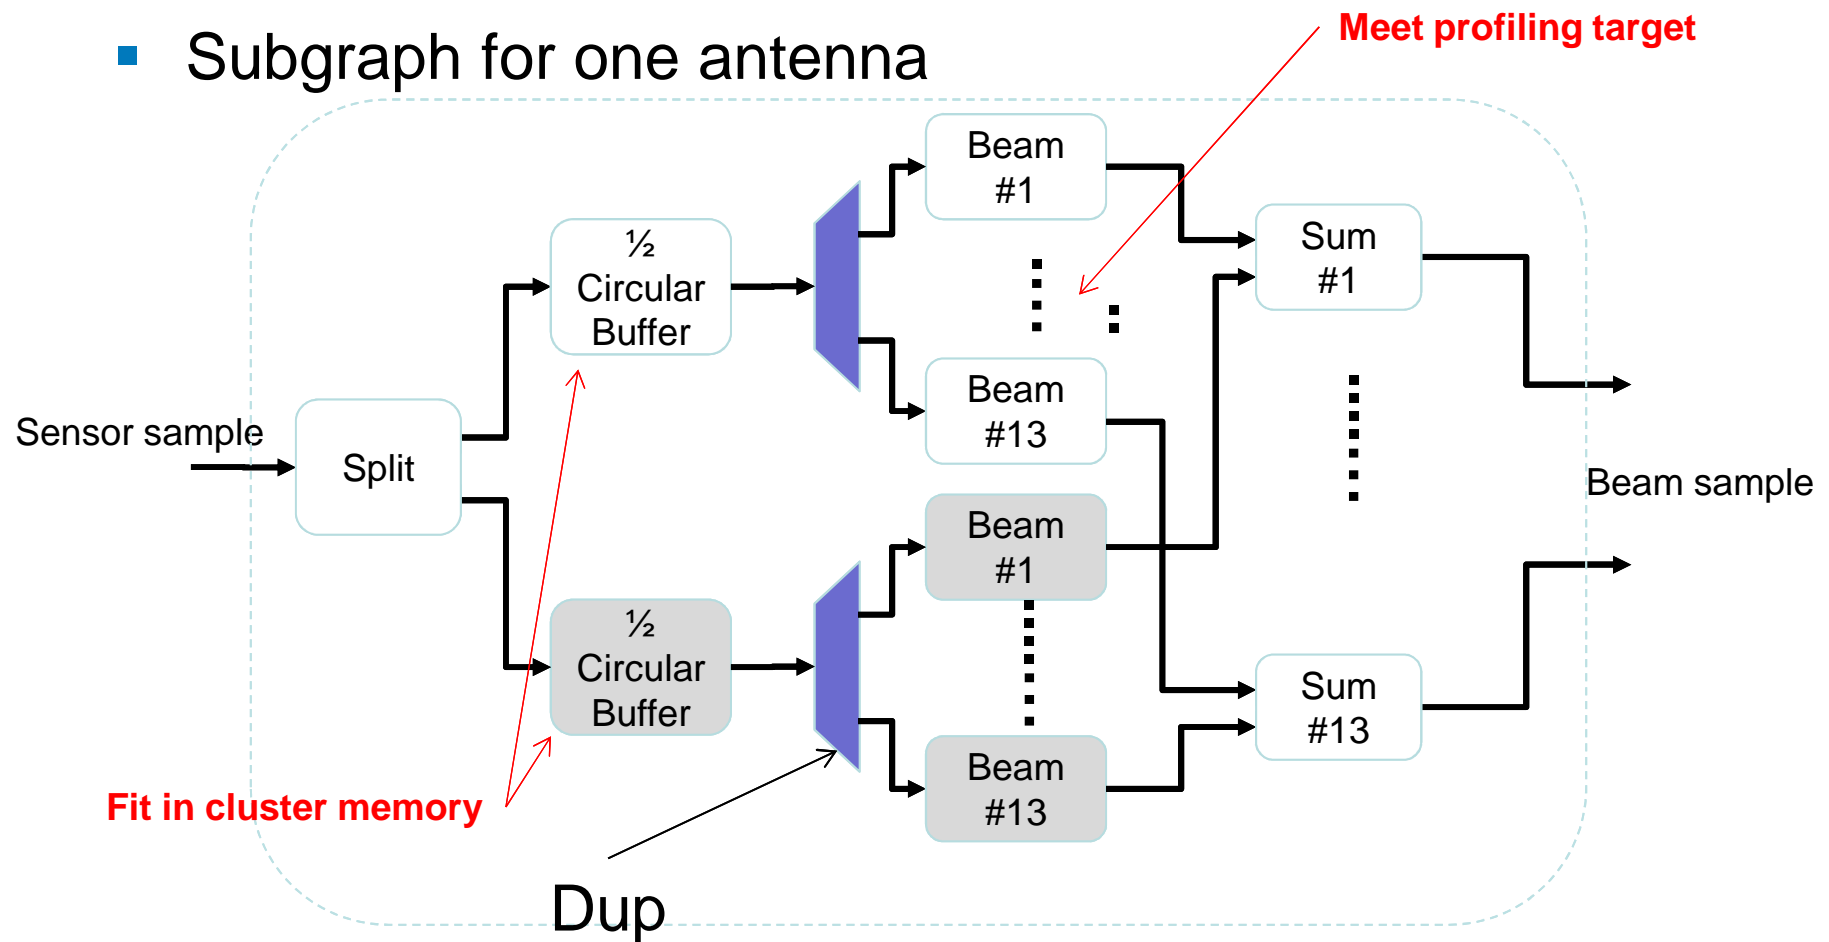 Meet profiling target
Subgraph for one antenna
Beam
#1
½
Circular
Buffer
Sum
#1
Beam
#13
Sensor sample
Split
Beam sample
Beam
#1
½
Circular
Buffer
Sum
#13
Beam
#13
Fit in cluster memory
Dup